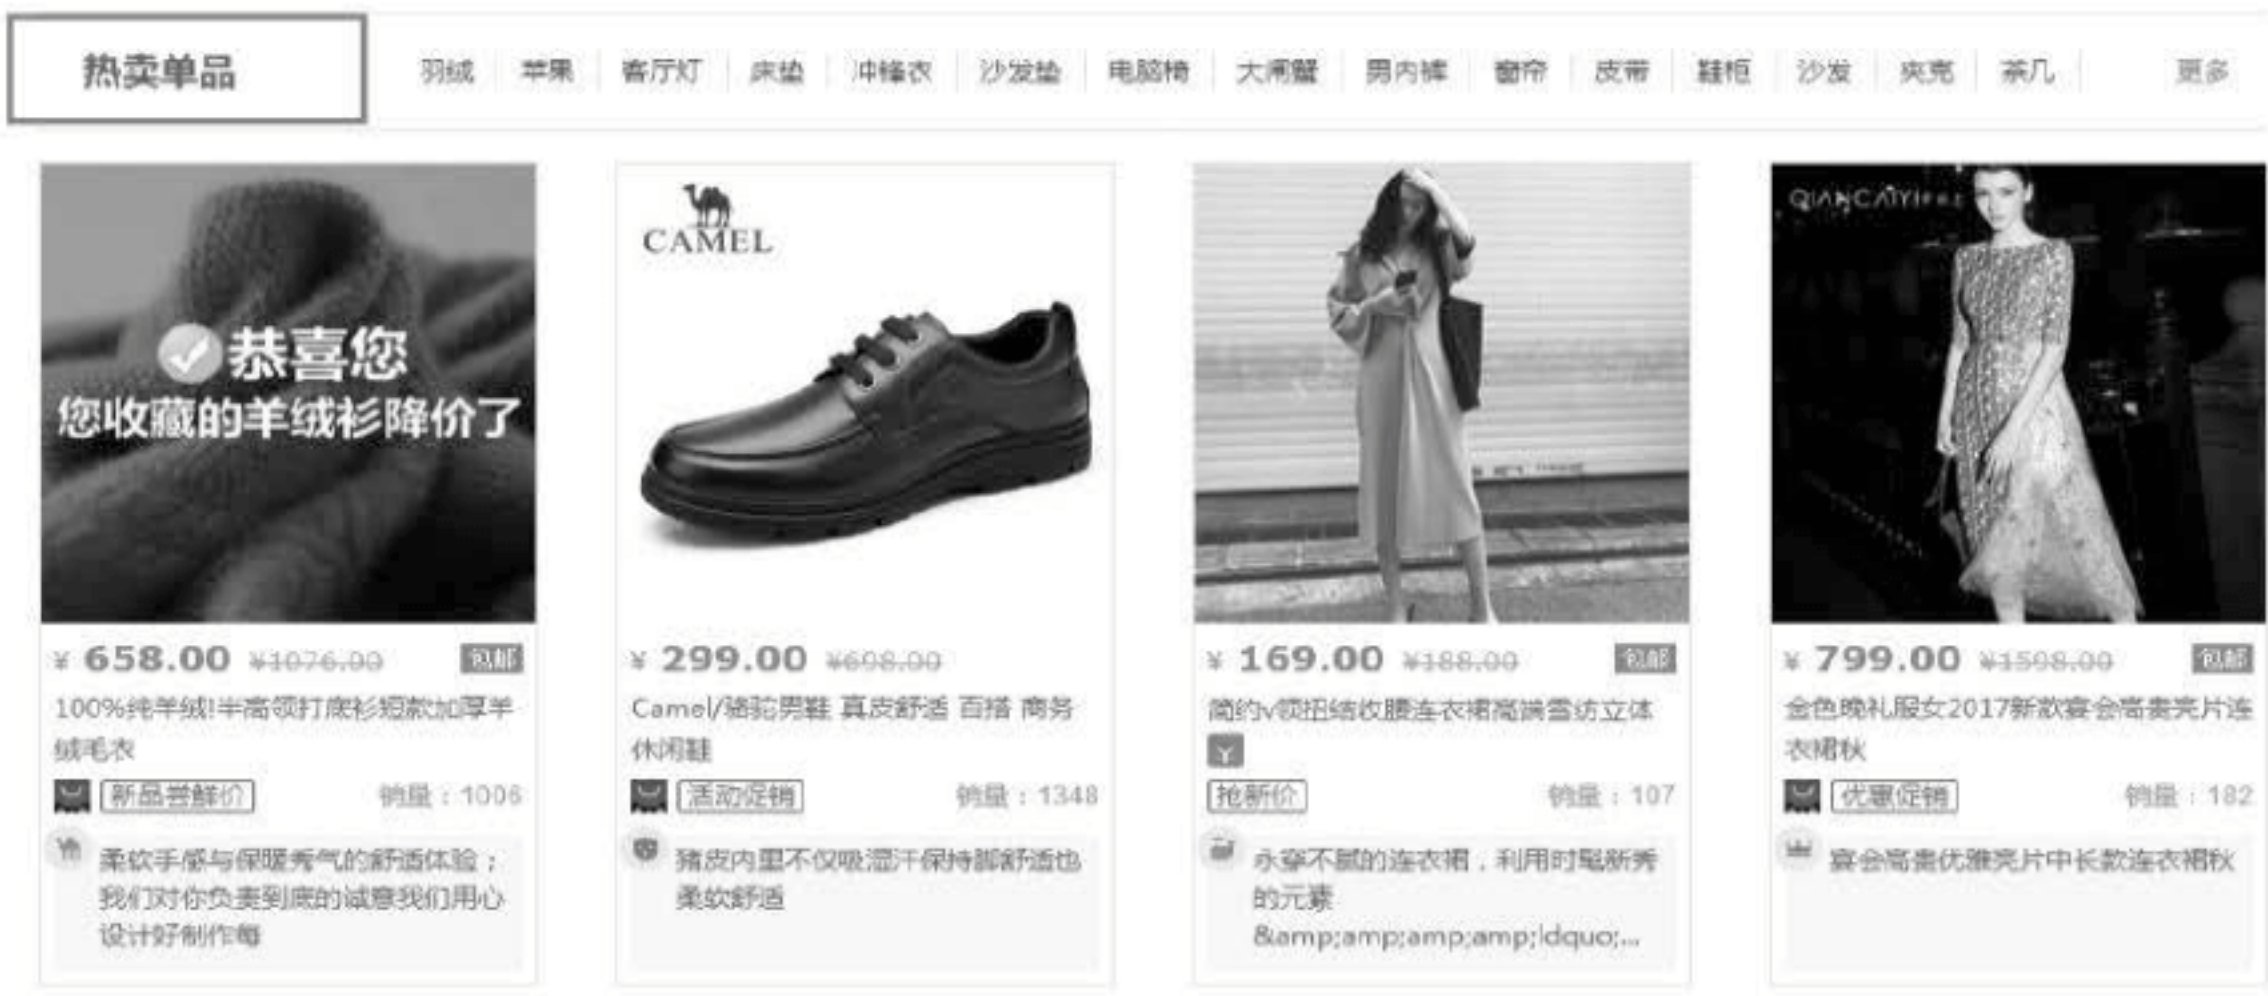 热卖单品
羽绒 苹果 客厅灯 床垫 冲锋衣 沙发垫 电脑椅 大闸蟹 男内裤 窗帘 皮带 鞋柜 沙发 夹克 茶几 更多
恭喜您
您收藏的羊绒衫降价了
¥ 658.00 ¥1076.00 包邮
100%纯羊绒!半高领打底衫短款加厚羊
绒毛衣
新品尝鲜价 销量：1006
柔软手感与保暖秀气的舒适体验；
我们对你负责到底的诚意我们用心
设计好制作每
CAMEL
¥ 299.00 ¥698.00
Camel/骆驼男鞋 真皮舒适 百搭 商务
休闲鞋
活动促销 销量：1348
猪皮内里不仅吸湿汗保持脚舒适也
柔软舒适
¥ 169.00 ¥188.00 包邮
简约v领扭结收腰连衣裙高端雪纺立体
抢新价 销量：107
永穿不腻的连衣裙，利用时髦新秀
的元素
&amp;amp;amp;amp;ldquo;...
QIANCAIYI
¥ 799.00 ¥1598.00 包邮
金色晚礼服女2017新款宴会高贵亮片连
衣裙秋
优惠促销 销量：182
宴会高贵优雅亮片中长款连衣裙秋